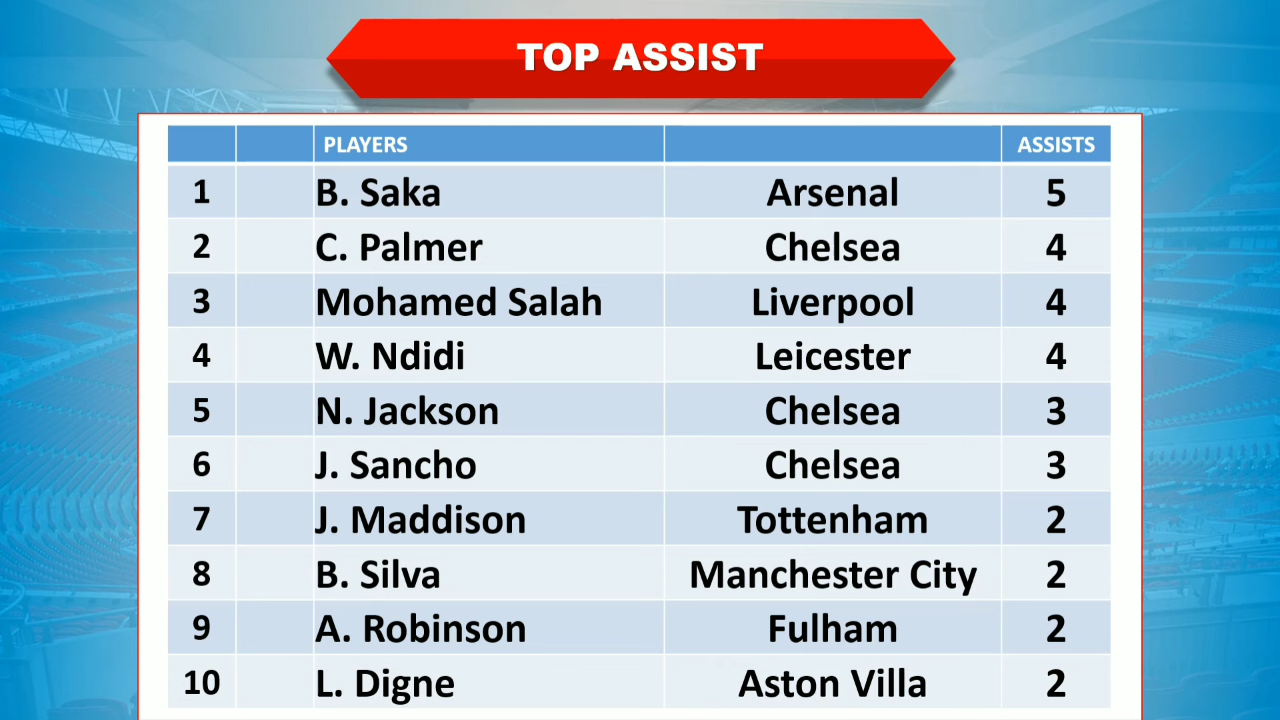 TOP ASSIST
PLAYERS ASSISTS
1 B. Saka Arsenal 5
2 C. Palmer Chelsea 4
3 Mohamed Salah Liverpool 4
4 W. Ndidi Leicester 4
5 N. Jackson Chelsea 3
6 J. Sancho Chelsea 3
7 J. Maddison Tottenham 2
8 B. Silva Manchester City 2
9 A. Robinson Fulham 2
10 L. Digne Aston Villa 2